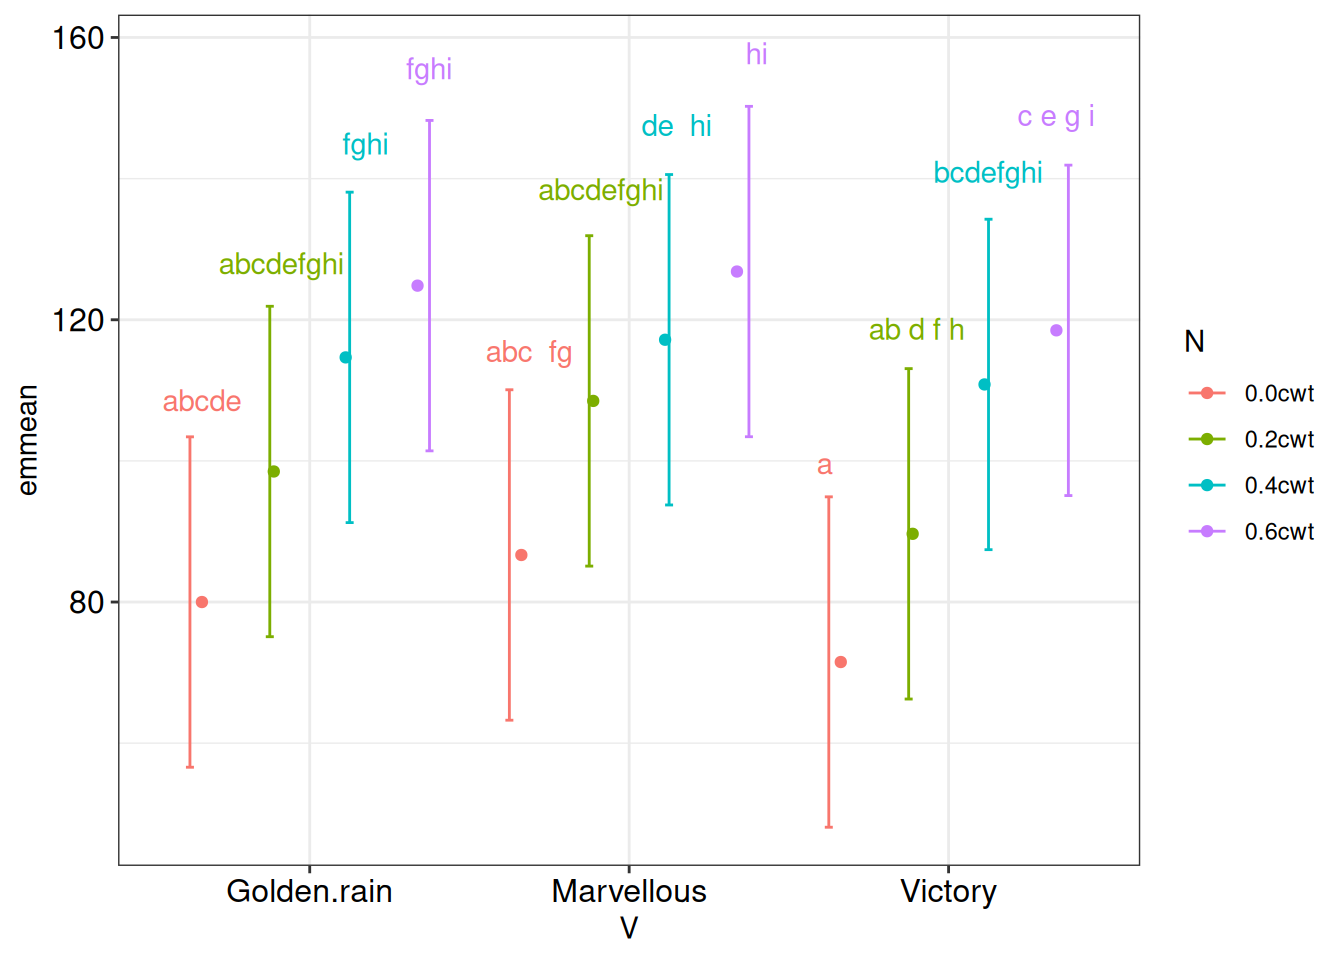 160
120
80
emmean
abcde
abcdefghi
fghi
fghi
abc  fg
abcdefghi
de  hi
hi
a
ab d f h
bcdefghi
c e g i
Golden.rain
Marvellous
Victory
V
N
0.0cwt
0.2cwt
0.4cwt
0.6cwt